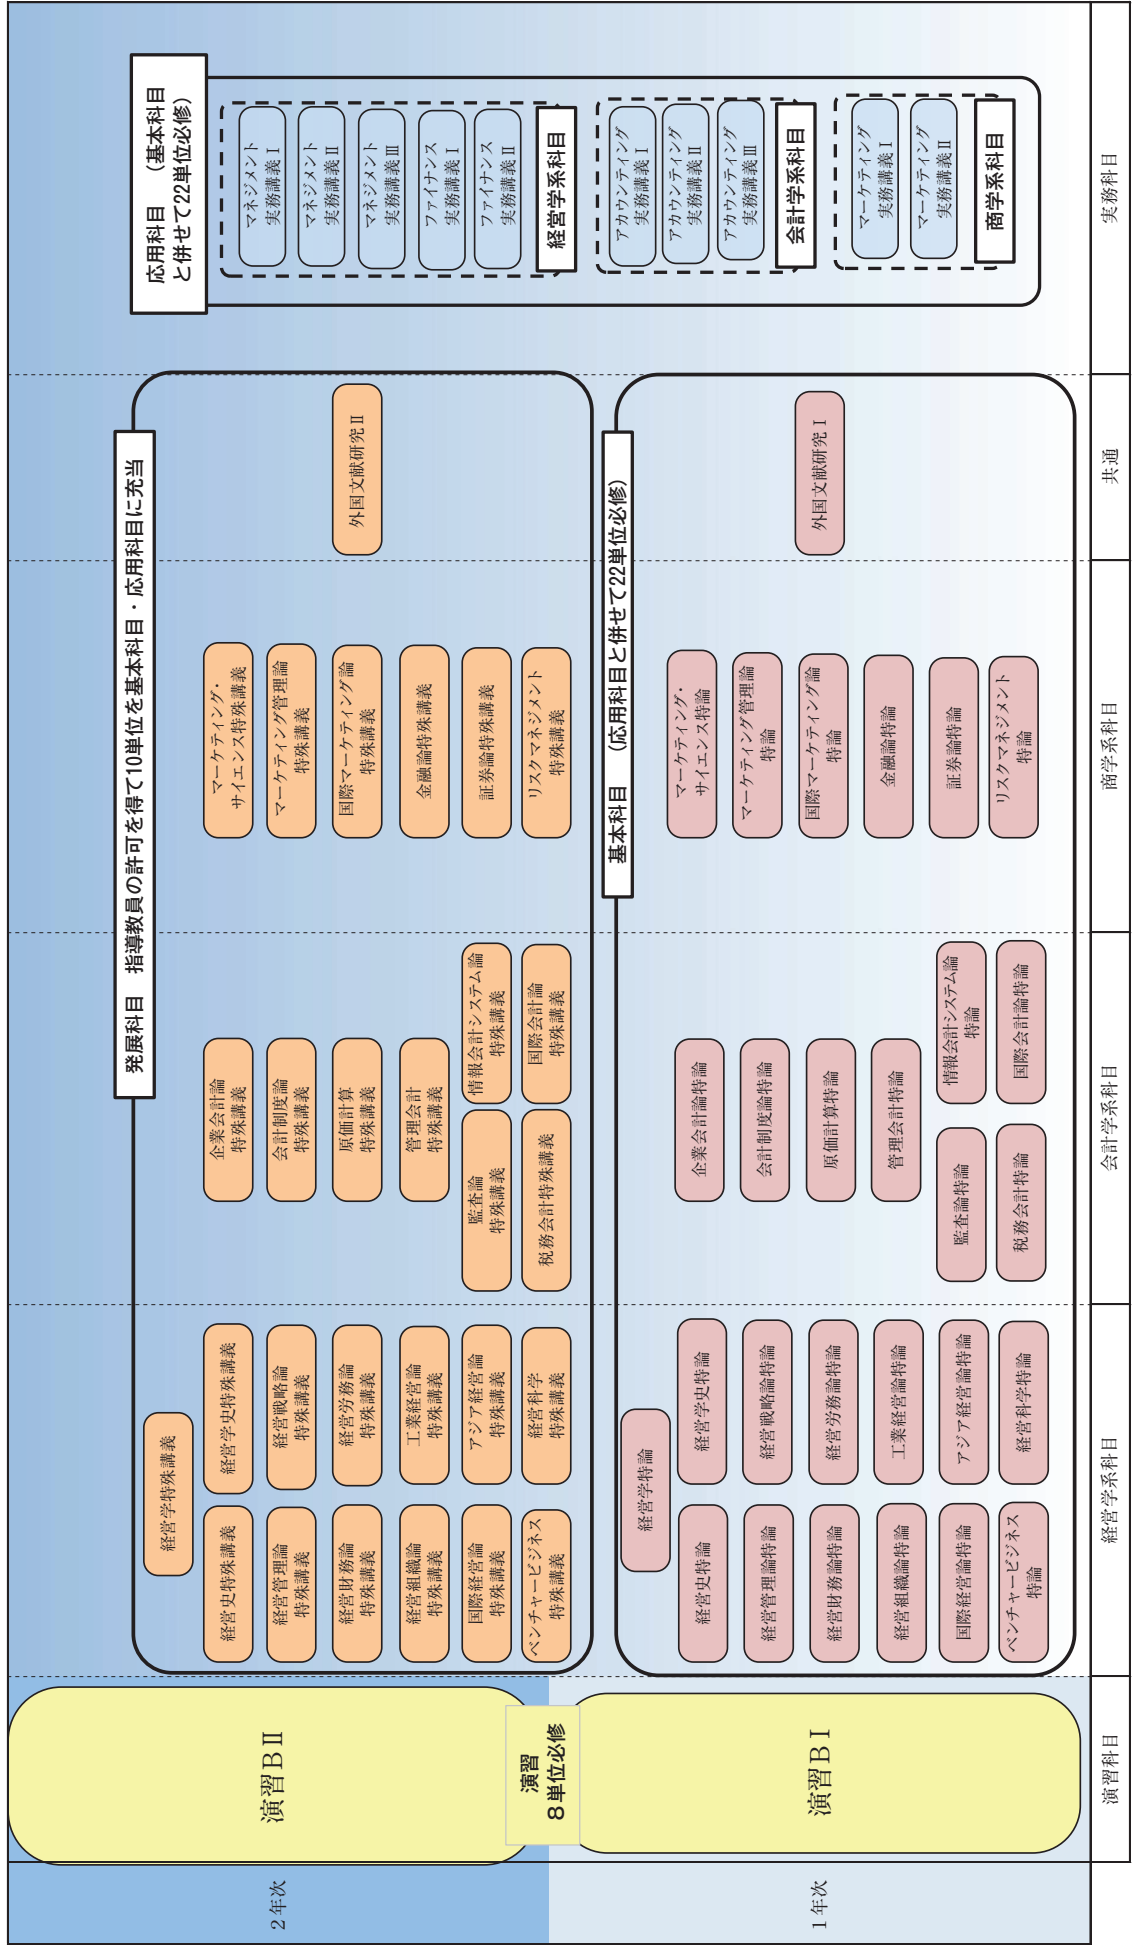 2年次
1年次
演習BⅡ
演習
8単位必修
演習BⅠ
発展科目　指導教員の許可を得て10単位を基本科目・応用科目に充当
経営学特殊講義
経営史特殊講義
経営学史特殊講義
経営管理論
特殊講義
経営戦略論
特殊講義
経営財務論
特殊講義
経営労務論
特殊講義
経営組織論
特殊講義
工業経営論
特殊講義
国際経営論
特殊講義
アジア経営論
特殊講義
ベンチャービジネス
特殊講義
経営科学
特殊講義
企業会計論
特殊講義
会計制度論
特殊講義
原価計算
特殊講義
管理会計
特殊講義
監査論
特殊講義
情報会計システム論
特殊講義
税務会計特殊講義
国際会計論
特殊講義
マーケティング・
サイエンス特殊講義
マーケティング管理論
特殊講義
国際マーケティング論
特殊講義
金融論特殊講義
証券論特殊講義
リスクマネジメント
特殊講義
外国文献研究Ⅱ
基本科目　（応用科目と併せて22単位必修）
経営学特論
経営史特論
経営学史特論
経営管理論特論
経営戦略論特論
経営財務論特論
経営労務論特論
経営組織論特論
工業経営論特論
国際経営論特論
アジア経営論特論
ベンチャービジネス
特論
経営科学特論
企業会計論特論
会計制度論特論
原価計算特論
管理会計特論
監査論特論
情報会計システム論
特論
税務会計特論
国際会計論特論
マーケティング・
サイエンス特論
マーケティング管理論
特論
国際マーケティング論
特論
金融論特論
証券論特論
リスクマネジメント
特論
外国文献研究Ⅰ
応用科目　（基本科目
と併せて22単位必修）
マネジメント
実務講義Ⅰ
マネジメント
実務講義Ⅱ
マネジメント
実務講義Ⅲ
ファイナンス
実務講義Ⅰ
ファイナンス
実務講義Ⅱ
経営学系科目
アカウンティング
実務講義Ⅰ
アカウンティング
実務講義Ⅱ
アカウンティング
実務講義Ⅲ
会計学系科目
マーケティング
実務講義Ⅰ
マーケティング
実務講義Ⅱ
商学系科目
演習科目
経営学系科目
会計学系科目
商学系科目
共通
実務科目